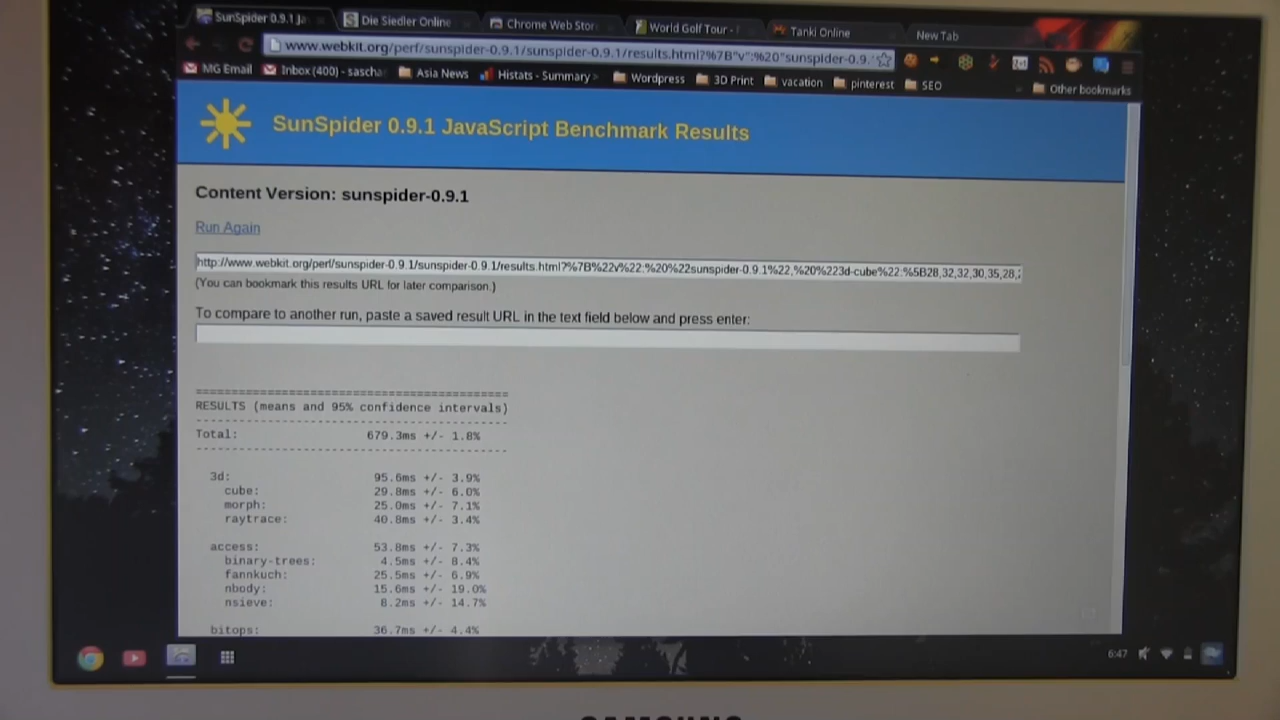 SunSpider 0.9.1 Ja
Die Siedler Online
Chrome Web Stor
World Golf Tour -
Tanki Online
New Tab
www.webkit.org/perf/sunspider-0.9.1/sunspider-0.9.1/results.html?%7B"v":%20"sunspider-0.9.
MG Email
Inbox (400) - sascha
Asia News
Histats - Summary
Wordpress
3D Print
vacation
pinterest
SEO
Other bookmarks
SunSpider 0.9.1 JavaScript Benchmark Results
Content Version: sunspider-0.9.1
Run Again
http://www.webkit.org/perf/sunspider-0.9.1/sunspider-0.9.1/results.html?%7B%22v%22:%20%22sunspider-0.9.1%22,%20%223d-cube%22:%5B28,32,32,30,35,28,
(You can bookmark this results URL for later comparison.)
To compare to another run, paste a saved result URL in the text field below and press enter:
============================================
RESULTS (means and 95% confidence intervals)
--------------------------------------------
Total: 679.3ms +/- 1.8%
--------------------------------------------
3d: 95.6ms +/- 3.9%
cube: 29.8ms +/- 6.0%
morph: 25.0ms +/- 7.1%
raytrace: 40.8ms +/- 3.4%
access: 53.8ms +/- 7.3%
binary-trees: 4.5ms +/- 8.4%
fannkuch: 25.5ms +/- 6.9%
nbody: 15.6ms +/- 19.0%
nsieve: 8.2ms +/- 14.7%
bitops: 36.7ms +/- 4.4%
6:47
SAMSUNG